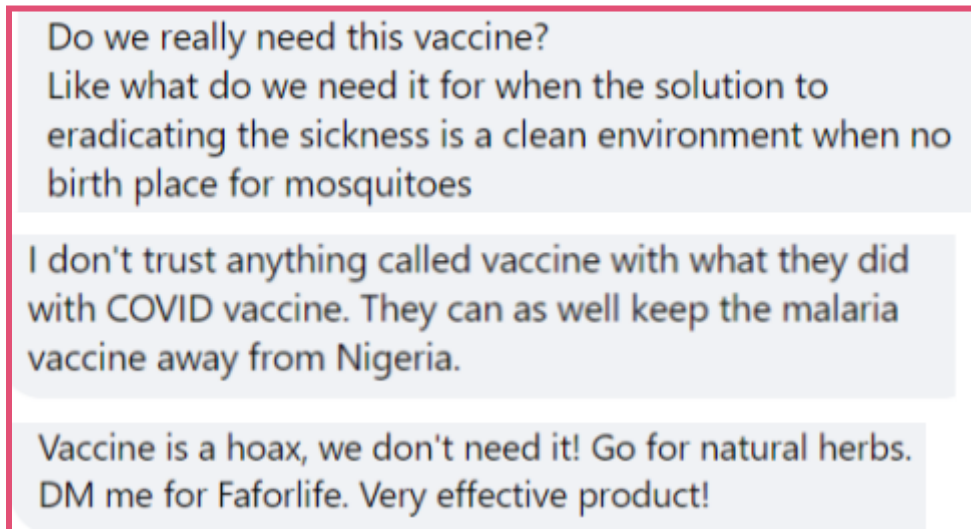 Do we really need this vaccine?
Like what do we need it for when the solution to
eradicating the sickness is a clean environment when no
birth place for mosquitoes
I don't trust anything called vaccine with what they did
with COVID vaccine. They can as well keep the malaria
vaccine away from Nigeria.
Vaccine is a hoax, we don't need it! Go for natural herbs.
DM me for Faforlife. Very effective product!